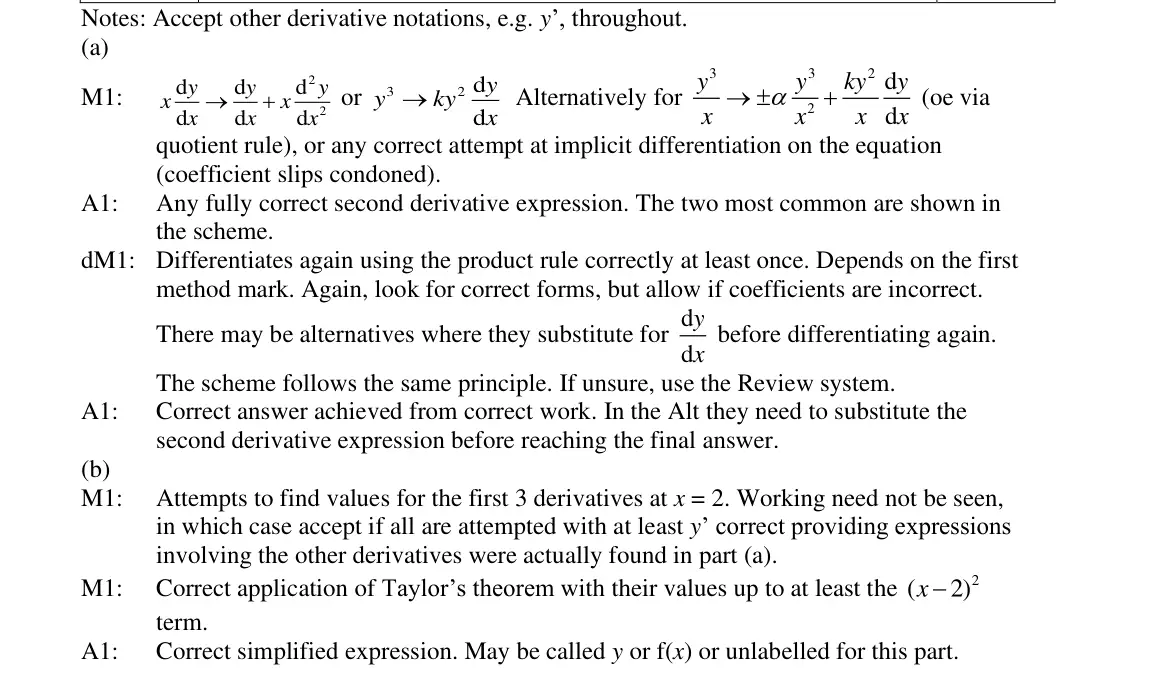 Notes: Accept other derivative notations, e.g. y’, throughout.
(a)
M1: x dy/dx → dy/dx + x d²y/dx² or y³ → ky² dy/dx Alternatively for y³/x → ±α y³/x² + ky²/x dy/dx (oe via
quotient rule), or any correct attempt at implicit differentiation on the equation
(coefficient slips condoned).
A1: Any fully correct second derivative expression. The two most common are shown in
the scheme.
dM1: Differentiates again using the product rule correctly at least once. Depends on the first
method mark. Again, look for correct forms, but allow if coefficients are incorrect.
There may be alternatives where they substitute for dy/dx before differentiating again.
The scheme follows the same principle. If unsure, use the Review system.
A1: Correct answer achieved from correct work. In the Alt they need to substitute the
second derivative expression before reaching the final answer.
(b)
M1: Attempts to find values for the first 3 derivatives at x = 2. Working need not be seen,
in which case accept if all are attempted with at least y’ correct providing expressions
involving the other derivatives were actually found in part (a).
M1: Correct application of Taylor’s theorem with their values up to at least the (x – 2)²
term.
A1: Correct simplified expression. May be called y or f(x) or unlabelled for this part.